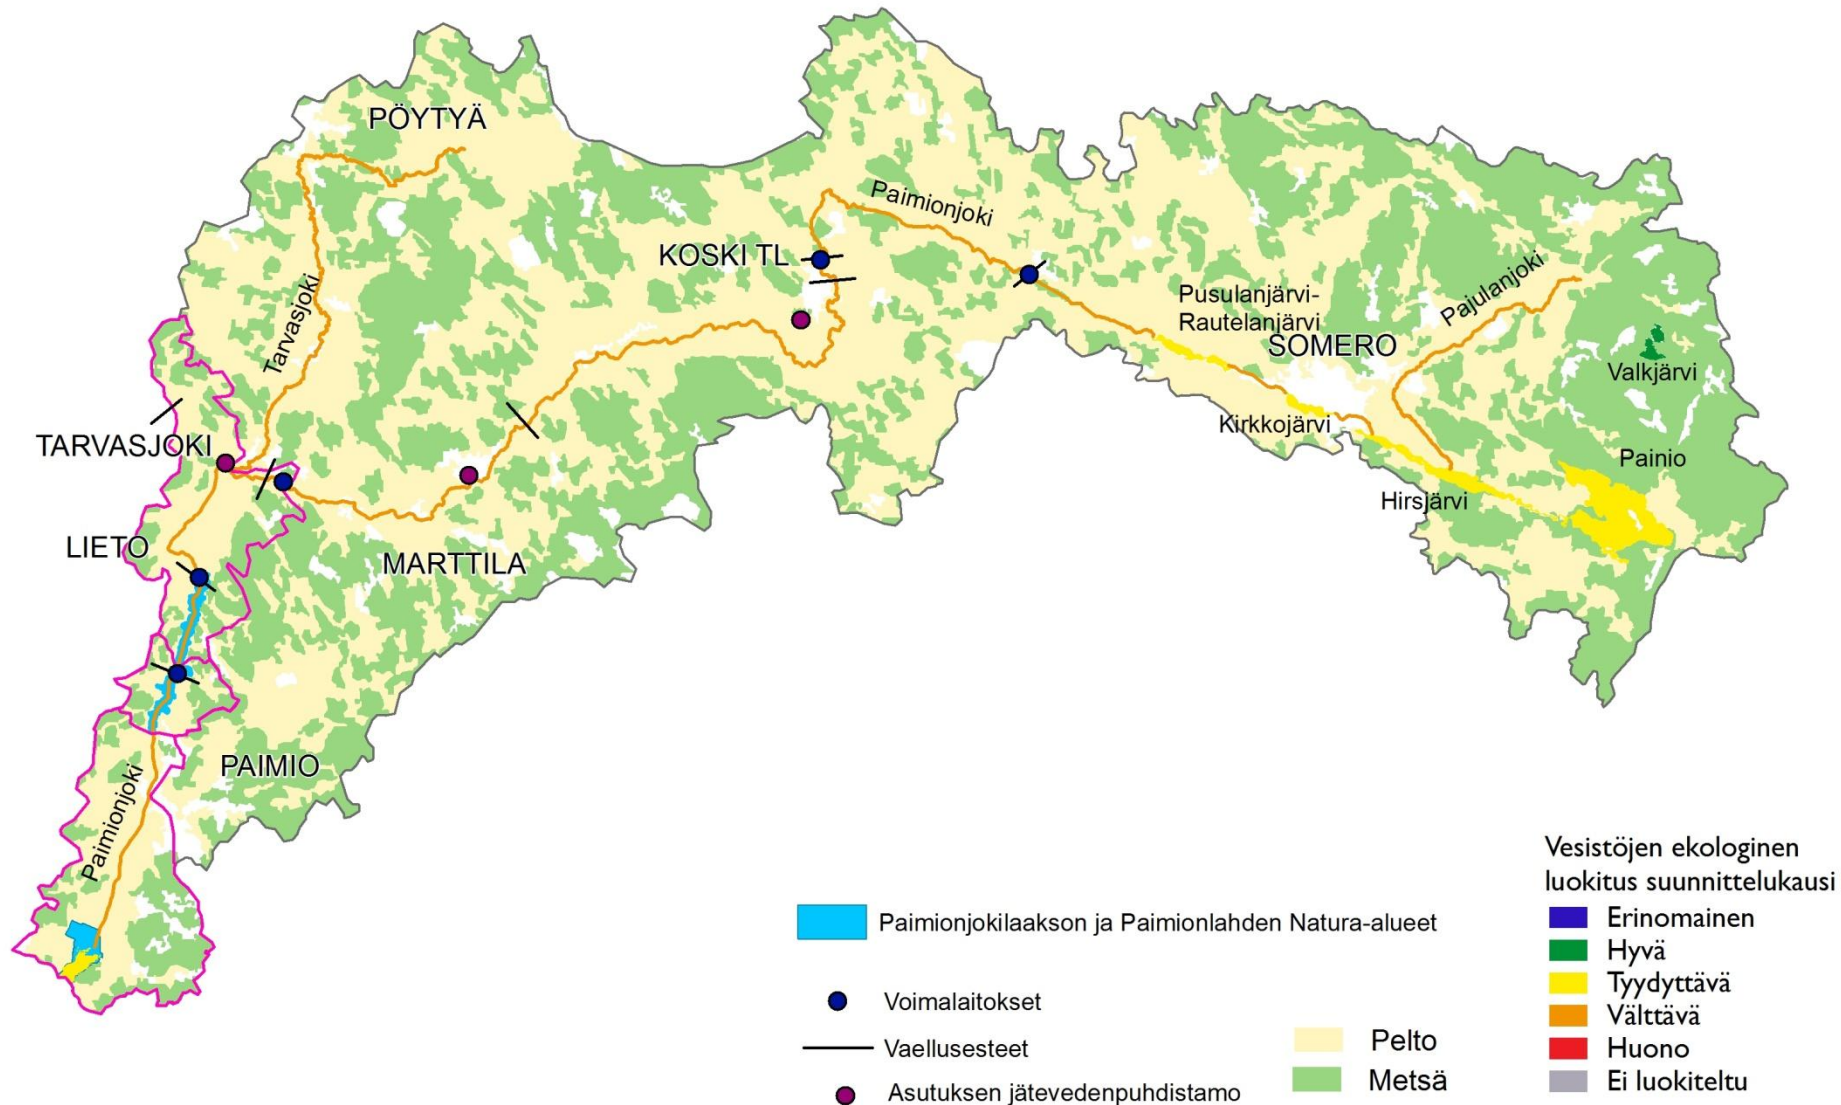 PÖYTYÄ
Paimionjoki
KOSKI TL
Tarvasjoki
Pusulanjärvi-
Rautelanjärvi
Pajulanjoki
SOMERO
Valkjärvi
Kirkkojärvi
TARVASJOKI
Painio
Hirsjärvi
LIETO
MARTTILA
PAIMIO
Paimionjoki
Paimionjokilaakson ja Paimionlahden Natura-alueet
Voimalaitokset
Vaellusesteet
Asutuksen jätevedenpuhdistamo
Pelto
Metsä
Vesistöjen ekologinen
luokitus suunnittelukausi
Erinomainen
Hyvä
Tyydyttävä
Välttävä
Huono
Ei luokiteltu